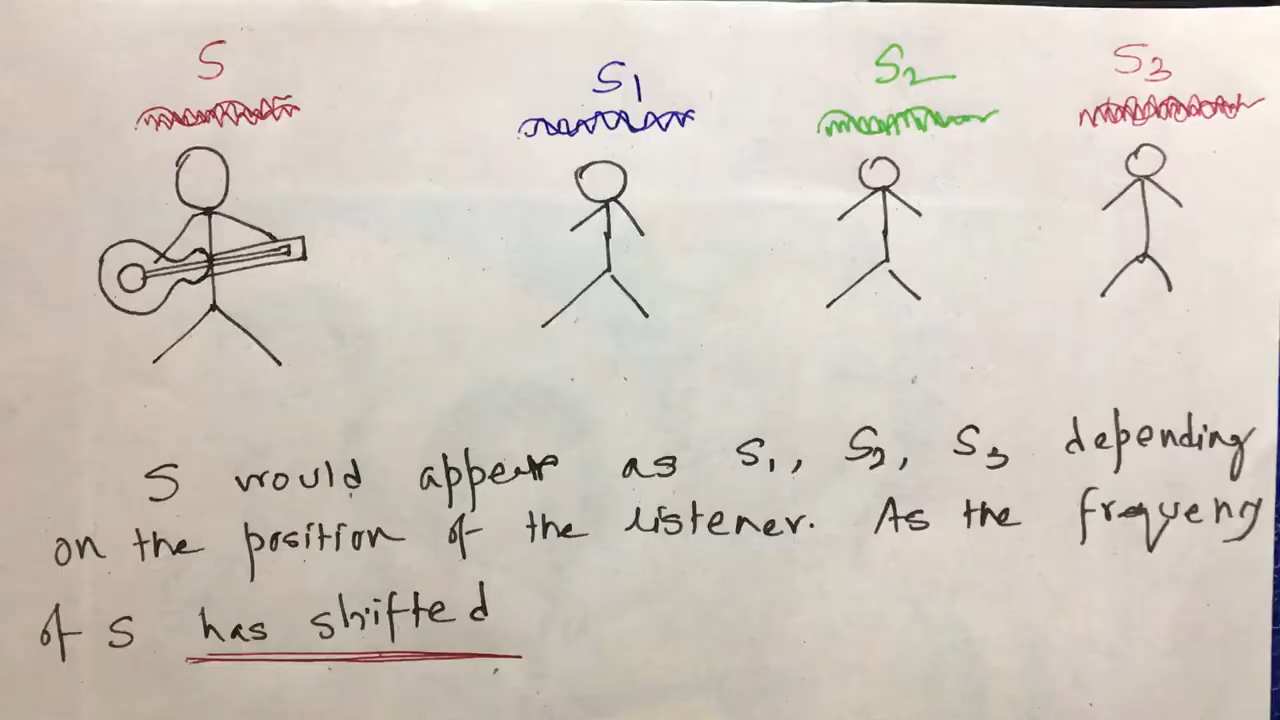 S S1 S2 S3
S would appear as S1, S2, S3 depending
on the position of the listener. As the frequency
of S has shifted